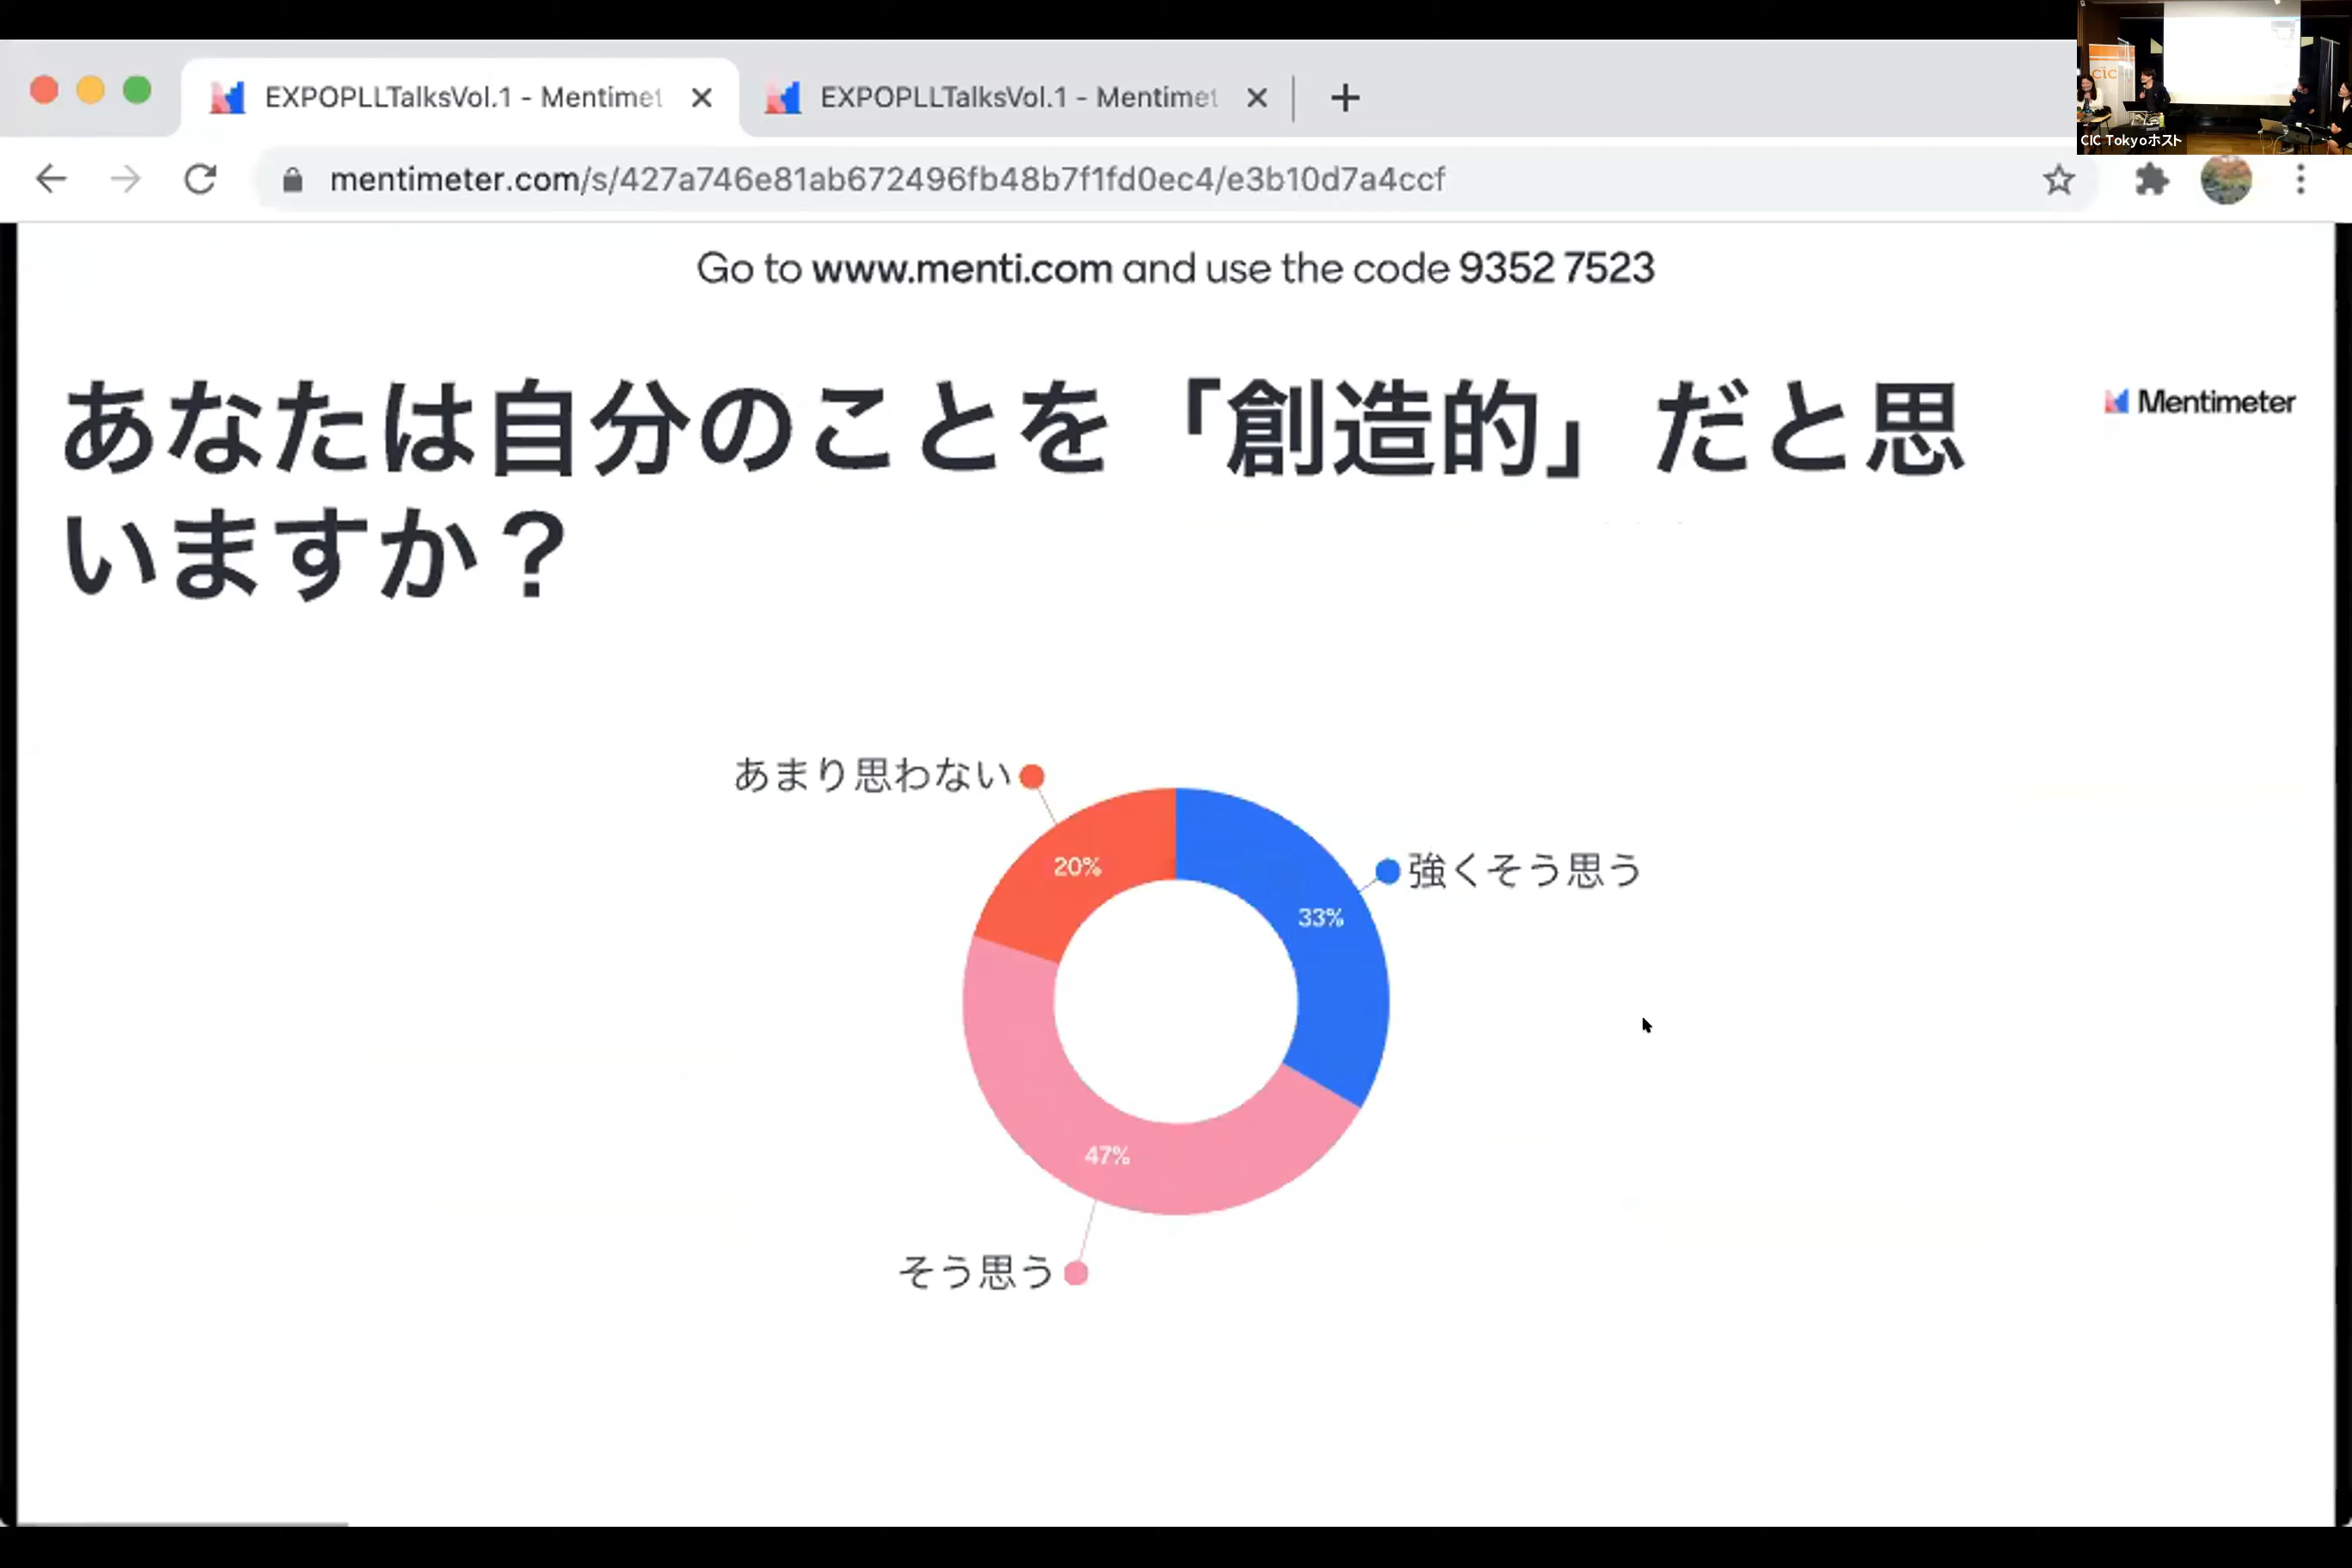 EXPOPLLTalksVol.1 - Mentimet
EXPOPLLTalksVol.1 - Mentimet
mentimeter.com/s/427a746e81ab672496fb48b7f1fd0ec4/e3b10d7a4ccf
cic
CIC Tokyoホスト
Go to www.menti.com and use the code 9352 7523
あなたは自分のことを「創造的」だと思
いますか？
Mentimeter
あまり思わない
20%
強くそう思う
33%
47%
そう思う